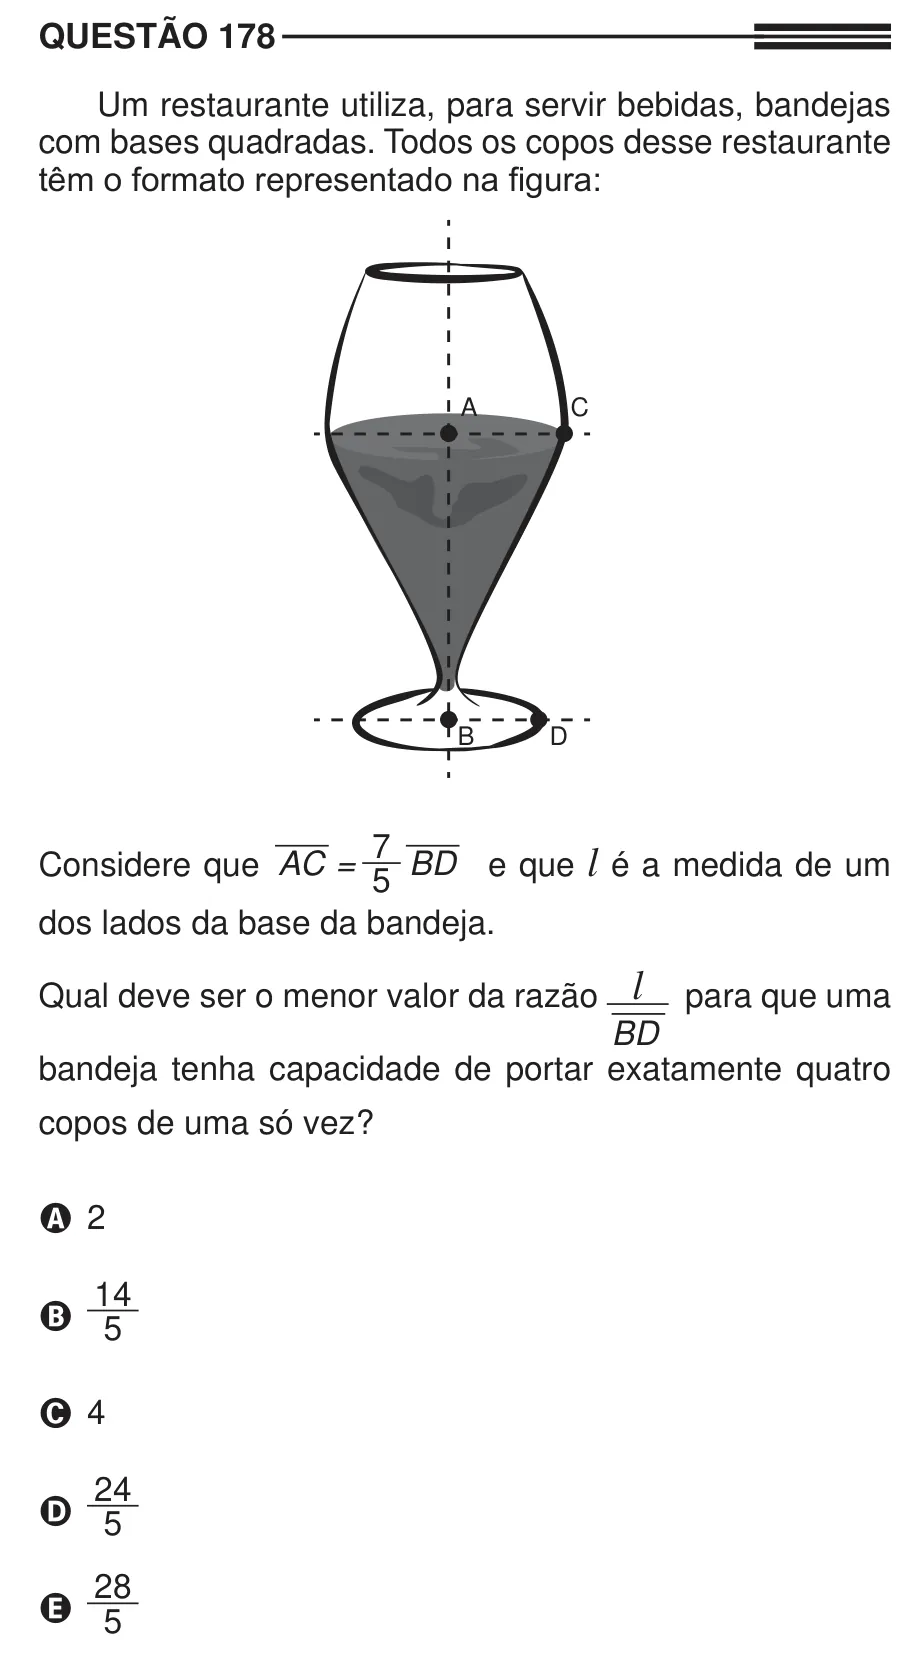 QUESTÃO 178
Um restaurante utiliza, para servir bebidas, bandejas
com bases quadradas. Todos os copos desse restaurante
têm o formato representado na figura:
A
C
B
D
Considere que AC = 7/5 BD e que l é a medida de um
dos lados da base da bandeja.
Qual deve ser o menor valor da razão l/BD para que uma
bandeja tenha capacidade de portar exatamente quatro
copos de uma só vez?
A 2
B 14/5
C 4
D 24/5
E 28/5